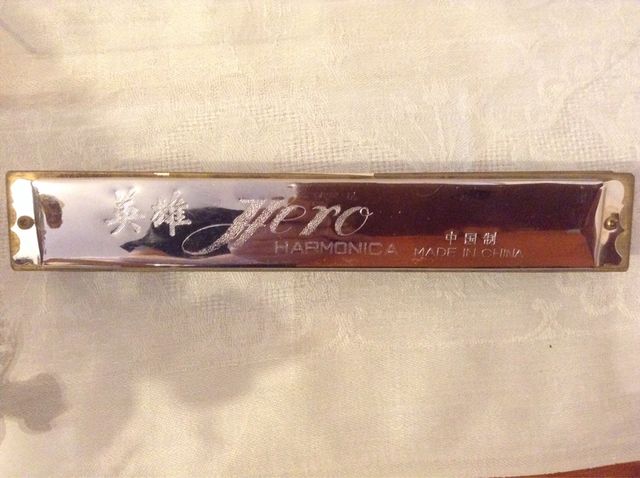 英雄 Hero
HARMONICA
中国制
MADE IN CHINA